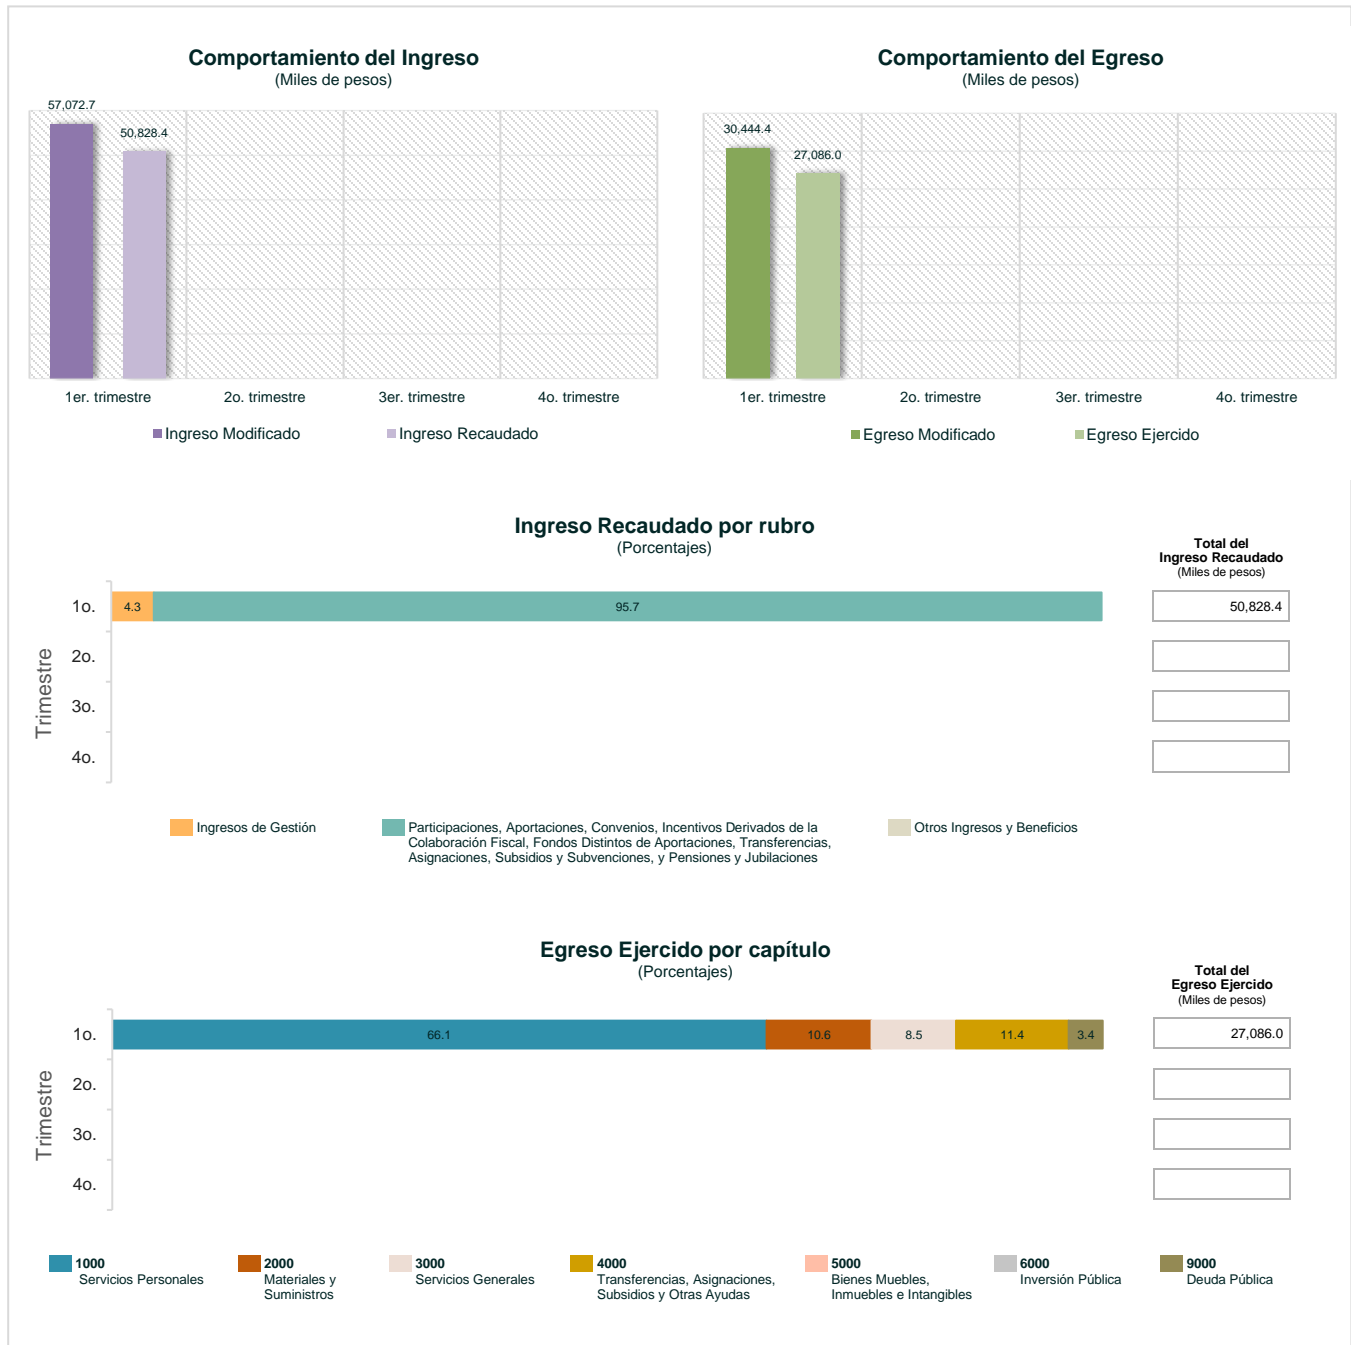 Comportamiento del Ingreso
(Miles de pesos)
57,072.7
50,828.4
1er. trimestre
2o. trimestre
3er. trimestre
4o. trimestre
Ingreso Modificado
Ingreso Recaudado
Comportamiento del Egreso
(Miles de pesos)
30,444.4
27,086.0
1er. trimestre
2o. trimestre
3er. trimestre
4o. trimestre
Egreso Modificado
Egreso Ejercido
Ingreso Recaudado por rubro
(Porcentajes)
Total del
Ingreso Recaudado
(Miles de pesos)
Trimestre
1o.
4.3
95.7
50,828.4
2o.
3o.
4o.
Ingresos de Gestión
Participaciones, Aportaciones, Convenios, Incentivos Derivados de la
Colaboración Fiscal, Fondos Distintos de Aportaciones, Transferencias,
Asignaciones, Subsidios y Subvenciones, y Pensiones y Jubilaciones
Otros Ingresos y Beneficios
Egreso Ejercido por capítulo
(Porcentajes)
Total del
Egreso Ejercido
(Miles de pesos)
Trimestre
1o.
66.1
10.6
8.5
11.4
3.4
27,086.0
2o.
3o.
4o.
1000
Servicios Personales
2000
Materiales y
Suministros
3000
Servicios Generales
4000
Transferencias, Asignaciones,
Subsidios y Otras Ayudas
5000
Bienes Muebles,
Inmuebles e Intangibles
6000
Inversión Pública
9000
Deuda Pública